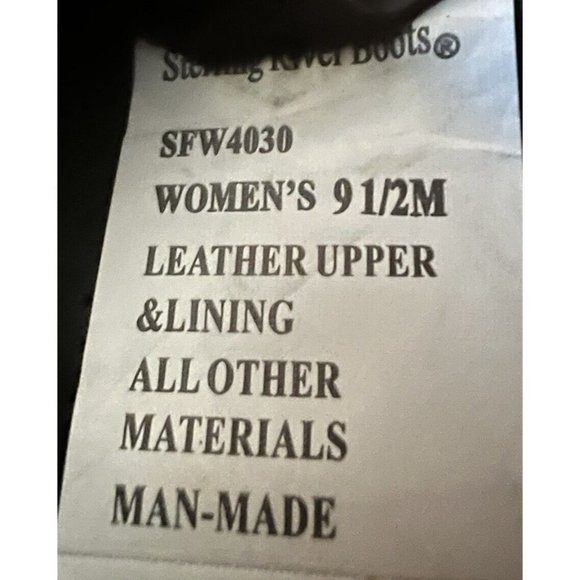 Sterling River Boots®
SFW4030
WOMEN'S 9 1/2M
LEATHER UPPER
&LINING
ALL OTHER
MATERIALS
MAN-MADE